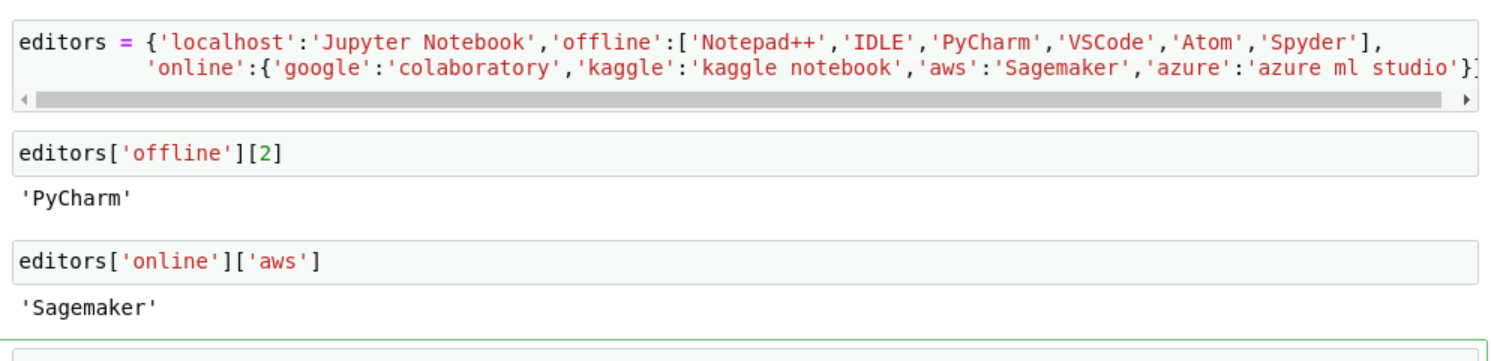 editors = {'localhost':'Jupyter Notebook','offline':['Notepad++','IDLE','PyCharm','VSCode','Atom','Spyder'],
'online':{'google':'colaboratory','kaggle':'kaggle notebook','aws':'Sagemaker','azure':'azure ml studio'}
editors['offline'][2]
'PyCharm'
editors['online']['aws']
'Sagemaker'